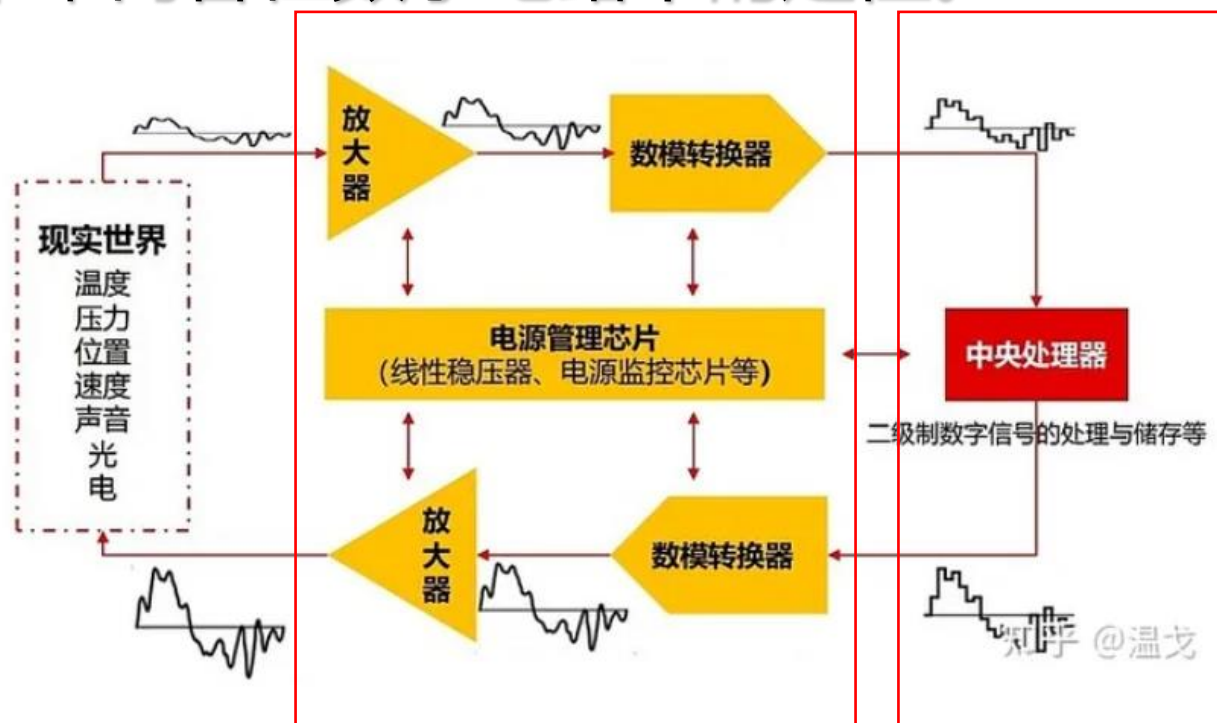 放大器
数模转换器
现实世界
温度
压力
位置
速度
声音
光
电
电源管理芯片
(线性稳压器、电源监控芯片等)
中央处理器
二级制数字信号的处理与储存等
放大器
数模转换器
知乎 @温戈